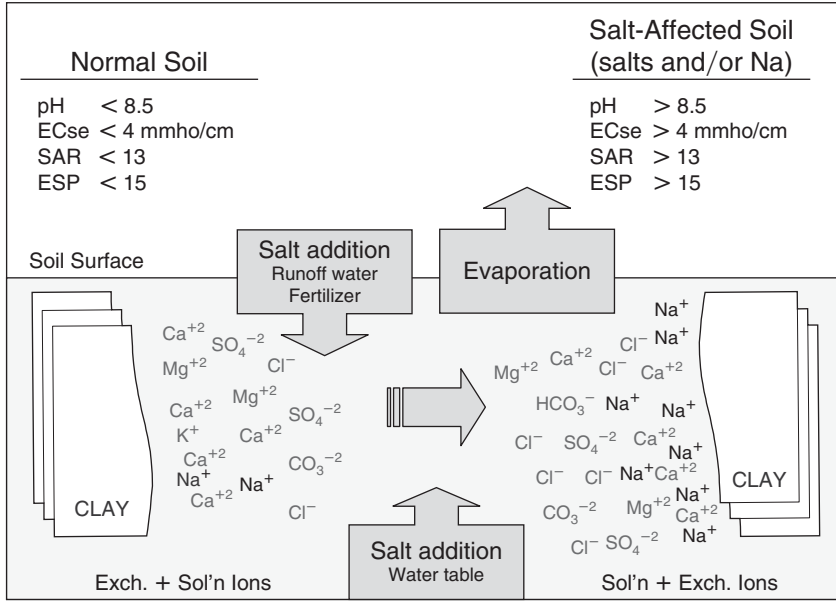 Normal Soil
pH < 8.5
ECse < 4 mmho/cm
SAR < 13
ESP < 15
Salt-Affected Soil
(salts and/or Na)
pH > 8.5
ECse > 4 mmho/cm
SAR > 13
ESP > 15
Soil Surface
Salt addition
Runoff water
Fertilizer
Evaporation
Ca⁺²
SO₄⁻²
Mg⁺²
Cl⁻
Mg⁺²
Ca⁺²
SO₄⁻²
K⁺
Ca⁺²
Ca⁺²
CO₃⁻²
Na⁺
Na⁺
Ca⁺²
Cl⁻
CLAY
Exch. + Sol'n Ions
Salt addition
Water table
Na⁺
Cl⁻ Na⁺
Mg⁺² Ca⁺² Cl⁻ Ca⁺²
HCO₃⁻ Na⁺ Na⁺
Cl⁻ SO₄⁻² Ca⁺²
Na⁺
Cl⁻ Cl⁻ Na⁺ Ca⁺²
Na⁺
CO₃⁻² Mg⁺² Ca⁺²
Cl⁻ SO₄⁻² Na⁺
CLAY
Sol'n + Exch. Ions